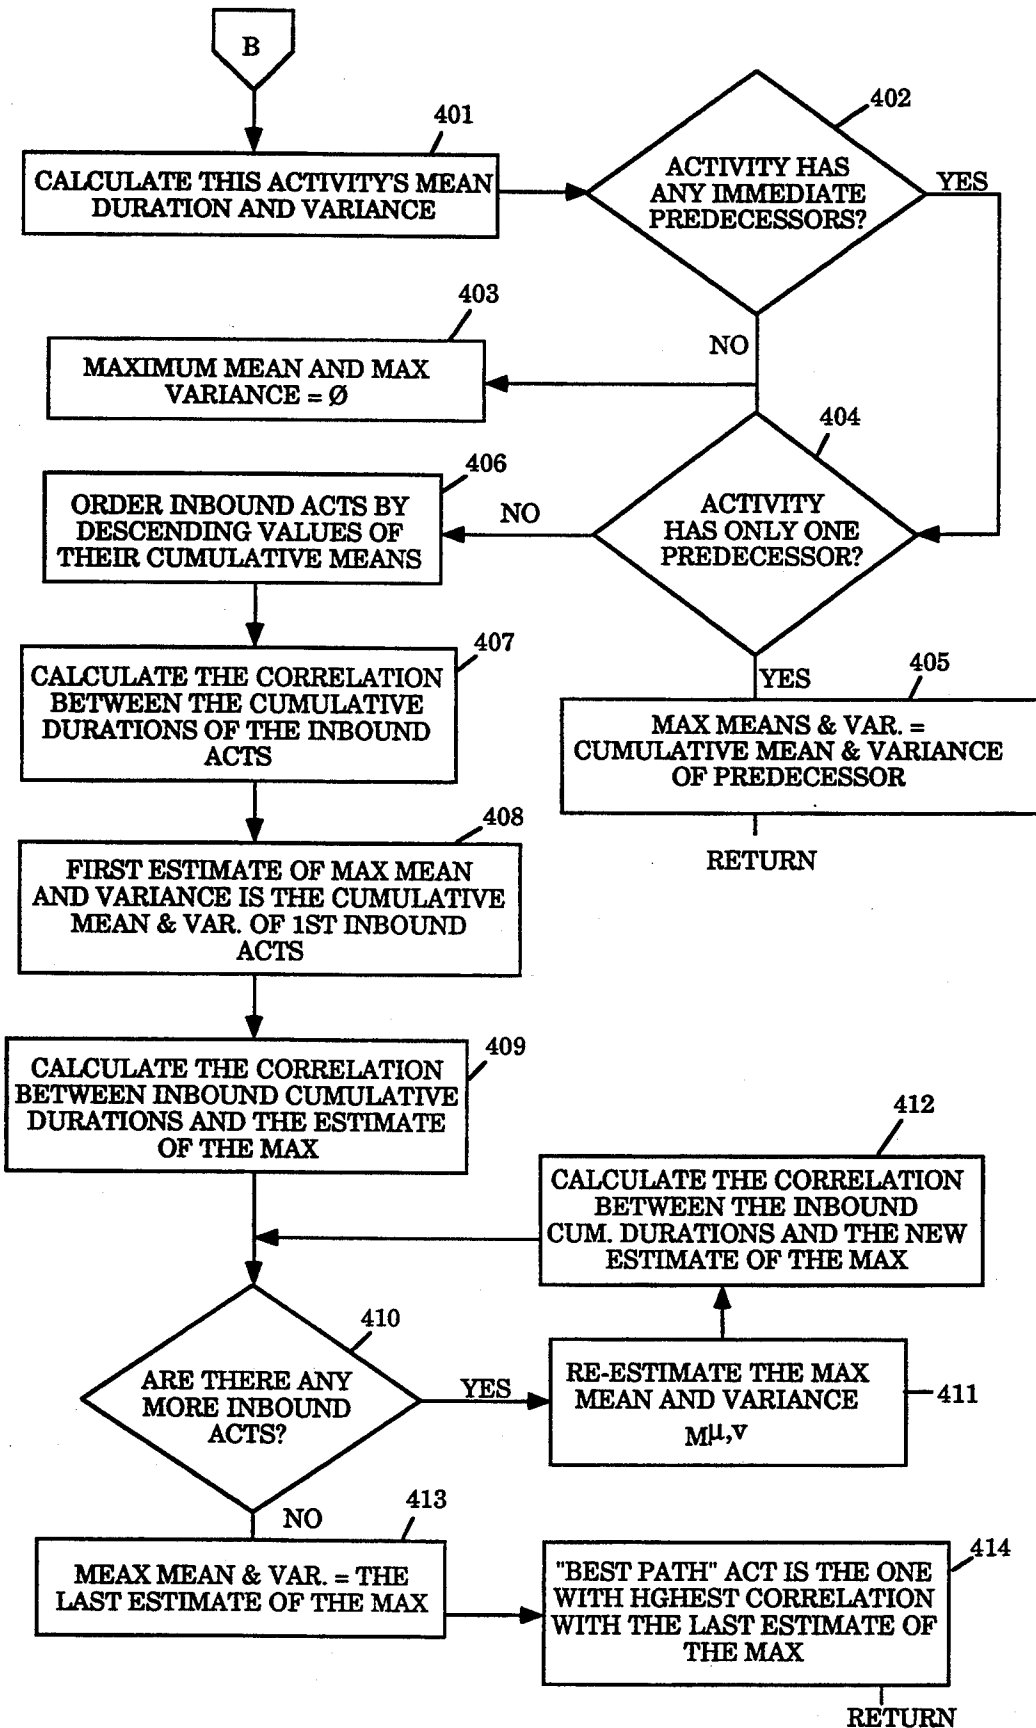 B
401
CALCULATE THIS ACTIVITY'S MEAN
DURATION AND VARIANCE
402
ACTIVITY HAS
ANY IMMEDIATE
PREDECESSORS?
YES
NO
403
MAXIMUM MEAN AND MAX
VARIANCE = Ø
404
ACTIVITY
HAS ONLY ONE
PREDECESSOR?
NO
YES
405
MAX MEANS & VAR. =
CUMULATIVE MEAN & VARIANCE
OF PREDECESSOR
RETURN
406
ORDER INBOUND ACTS BY
DESCENDING VALUES OF
THEIR CUMULATIVE MEANS
407
CALCULATE THE CORRELATION
BETWEEN THE CUMULATIVE
DURATIONS OF THE INBOUND
ACTS
408
FIRST ESTIMATE OF MAX MEAN
AND VARIANCE IS THE CUMULATIVE
MEAN & VAR. OF 1ST INBOUND
ACTS
409
CALCULATE THE CORRELATION
BETWEEN INBOUND CUMULATIVE
DURATIONS AND THE ESTIMATE
OF THE MAX
412
CALCULATE THE CORRELATION
BETWEEN THE INBOUND
CUM. DURATIONS AND THE NEW
ESTIMATE OF THE MAX
410
ARE THERE ANY
MORE INBOUND
ACTS?
YES
NO
RE-ESTIMATE THE MAX
MEAN AND VARIANCE
Mμ,v
411
413
MEAX MEAN & VAR. = THE
LAST ESTIMATE OF THE MAX
414
"BEST PATH" ACT IS THE ONE
WITH HGHEST CORRELATION
WITH THE LAST ESTIMATE OF
THE MAX
RETURN